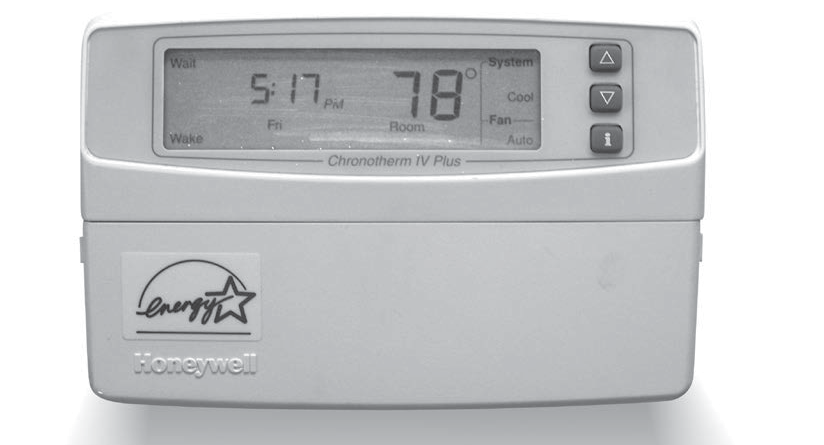 Wait
5:17 PM
78°
System
Cool
Fri
Room
Fan
Wake
Auto
i
Chronotherm IV Plus
energy
Honeywell